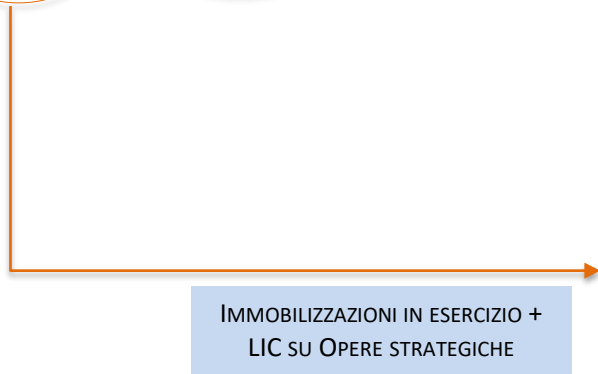 IMMOBILIZZAZIONI IN ESERCIZIO +
LIC SU OPERE STRATEGICHE